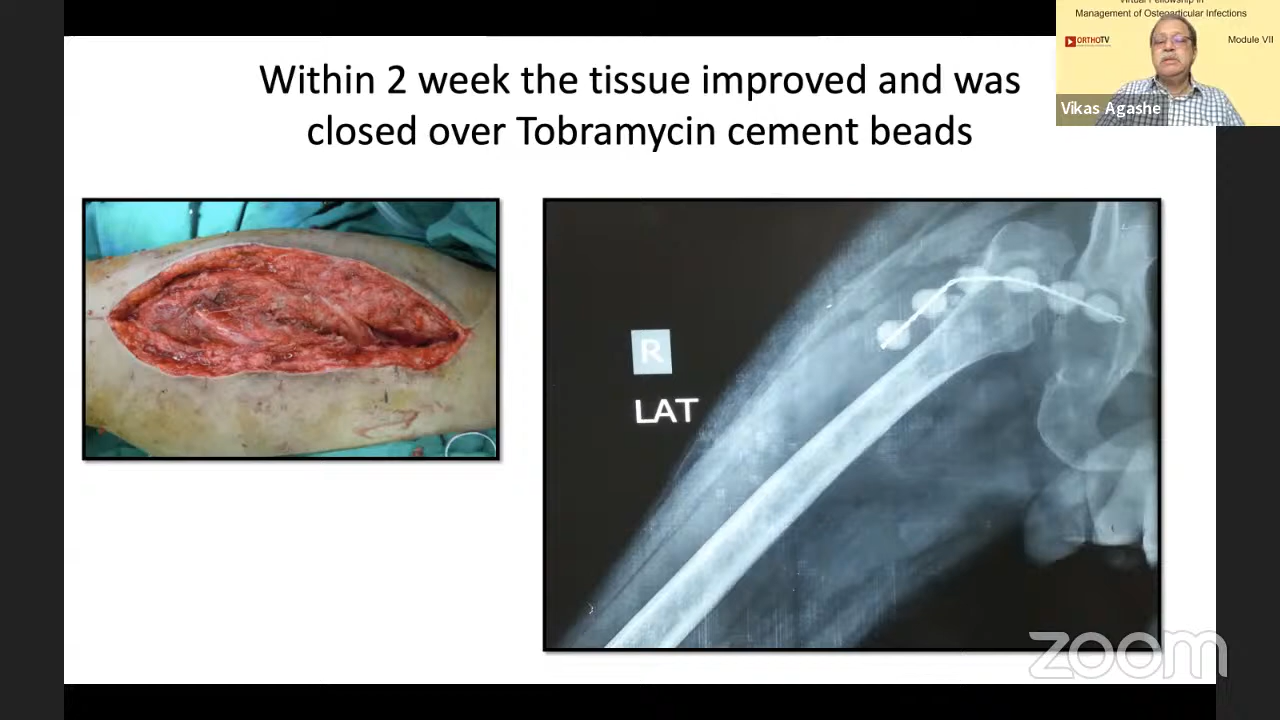 Virtual Fellowship in
Management of Osteoarticular Infections
ORTHOTV
Module VII
Vikas Agashe
Within 2 week the tissue improved and was
closed over Tobramycin cement beads
R
LAT
zoom